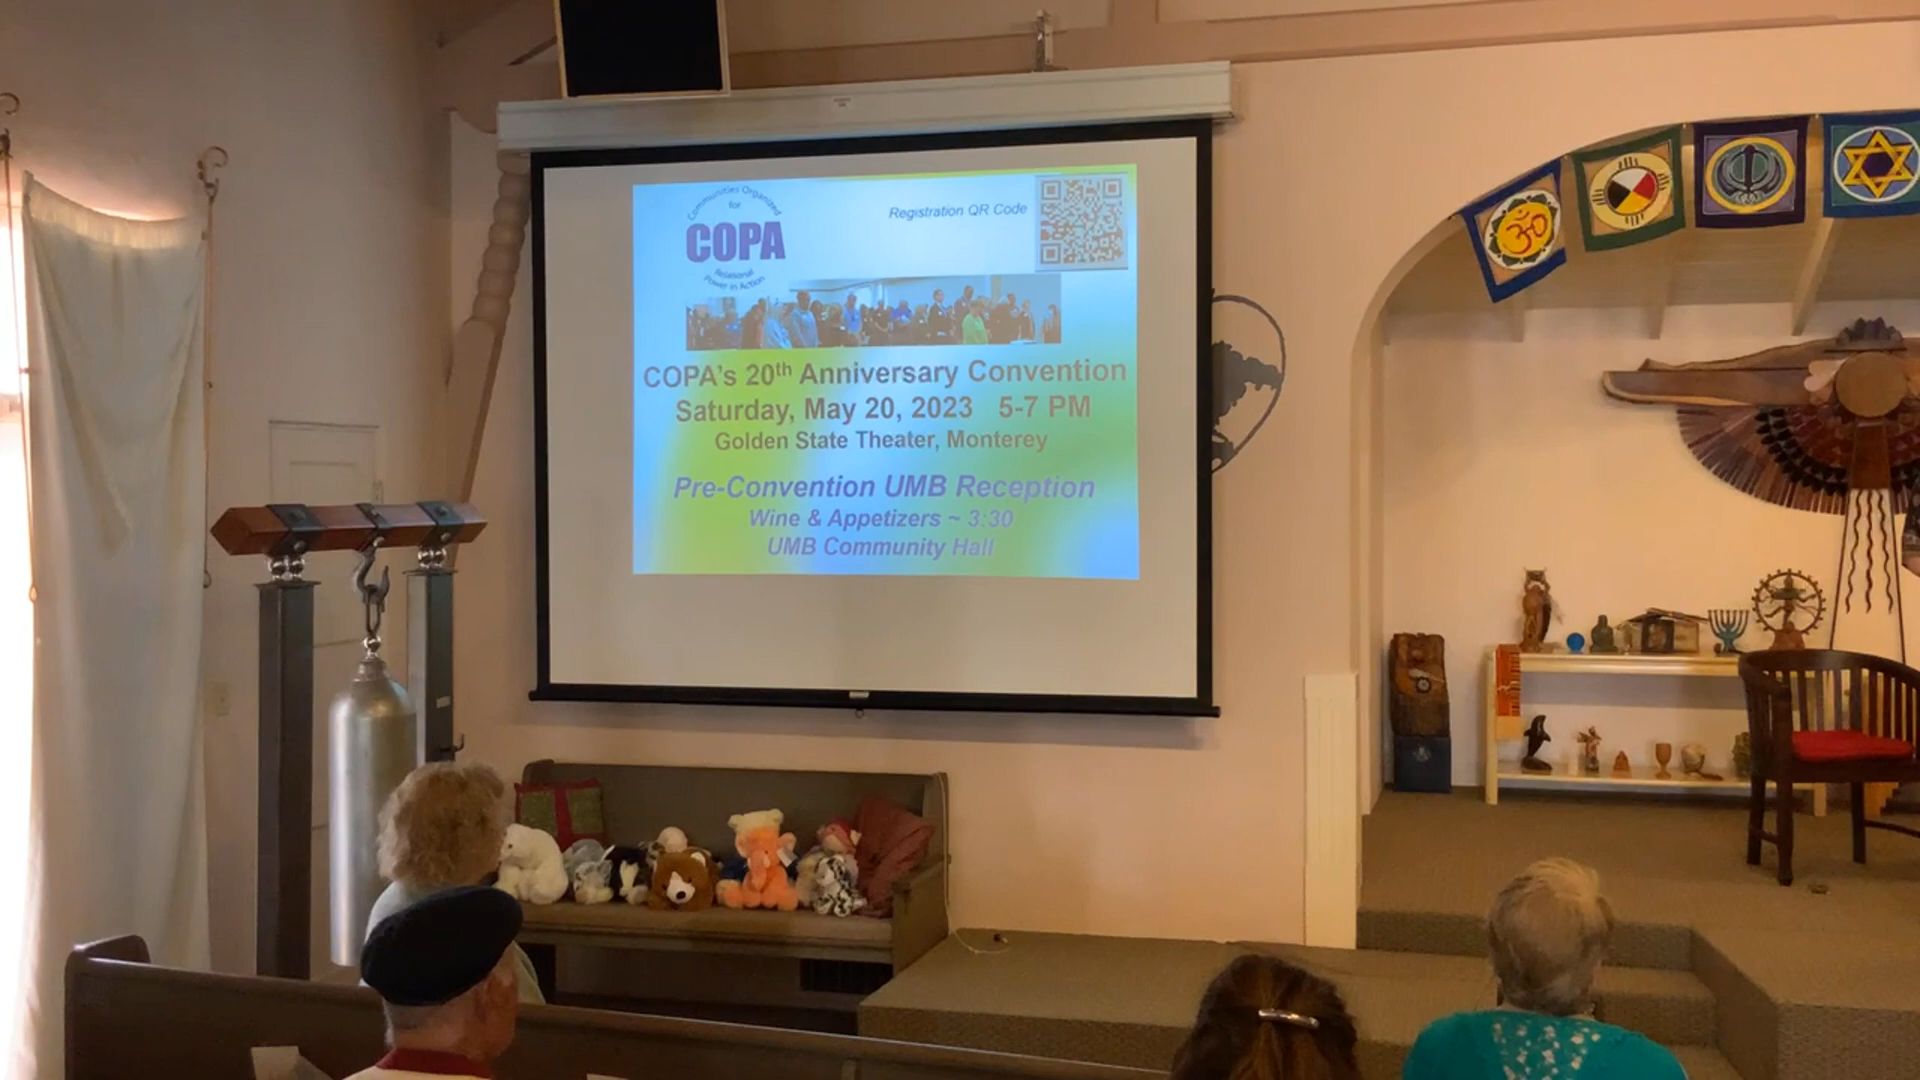 Communities Organized
for
COPA
Relational
Power in Action
Registration QR Code
COPA's 20th Anniversary Convention
Saturday, May 20, 2023 5-7 PM
Golden State Theater, Monterey
Pre-Convention UMB Reception
Wine & Appetizers ~ 3:30
UMB Community Hall